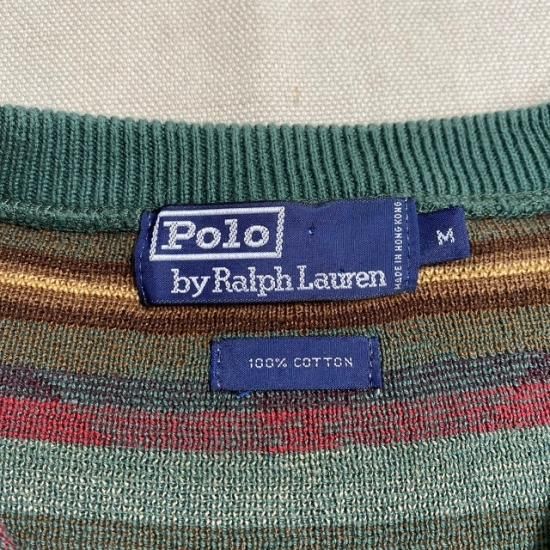 Polo
by Ralph Lauren
MADE IN HONG KONG
M
100% COTTON